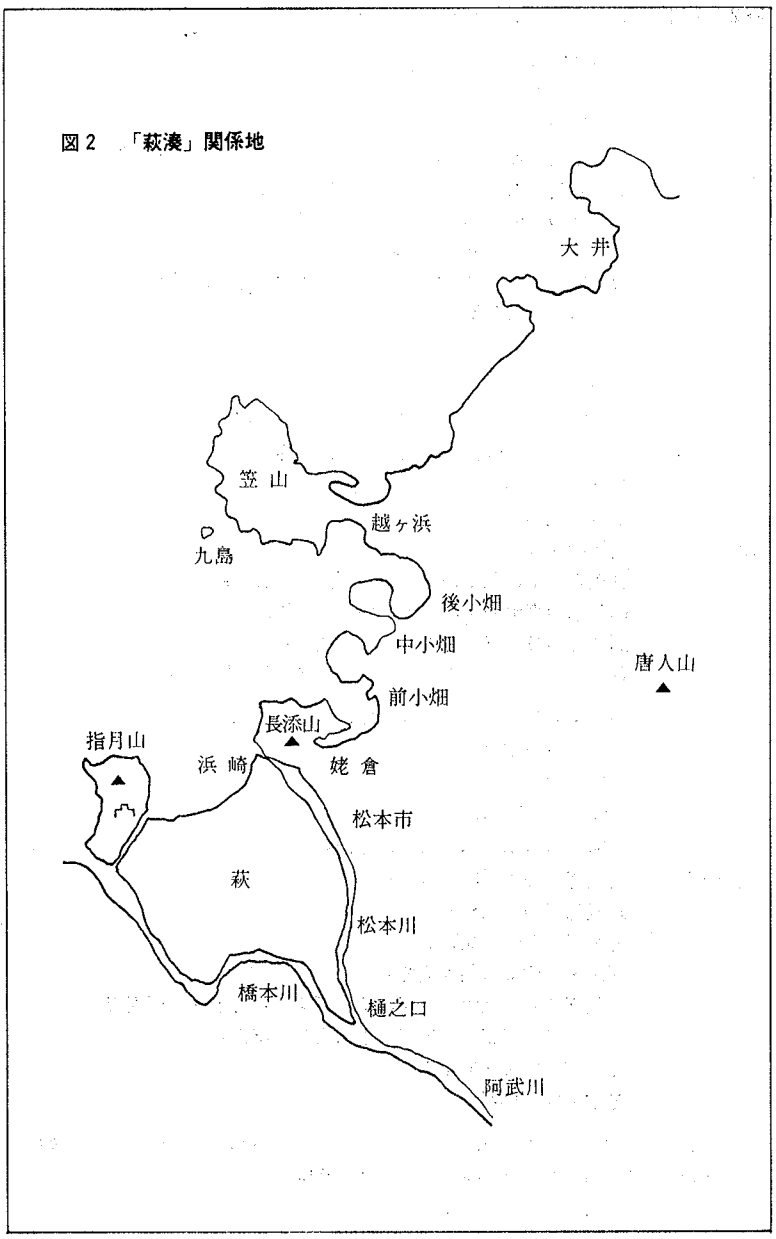 図2 「萩湊」関係地
大井
笠山
越ヶ浜
九島
後小畑
中小畑
唐人山
前小畑
長添山
指月山
浜崎
姥倉
松本市
萩
松本川
橋本川
樋之口
阿武川